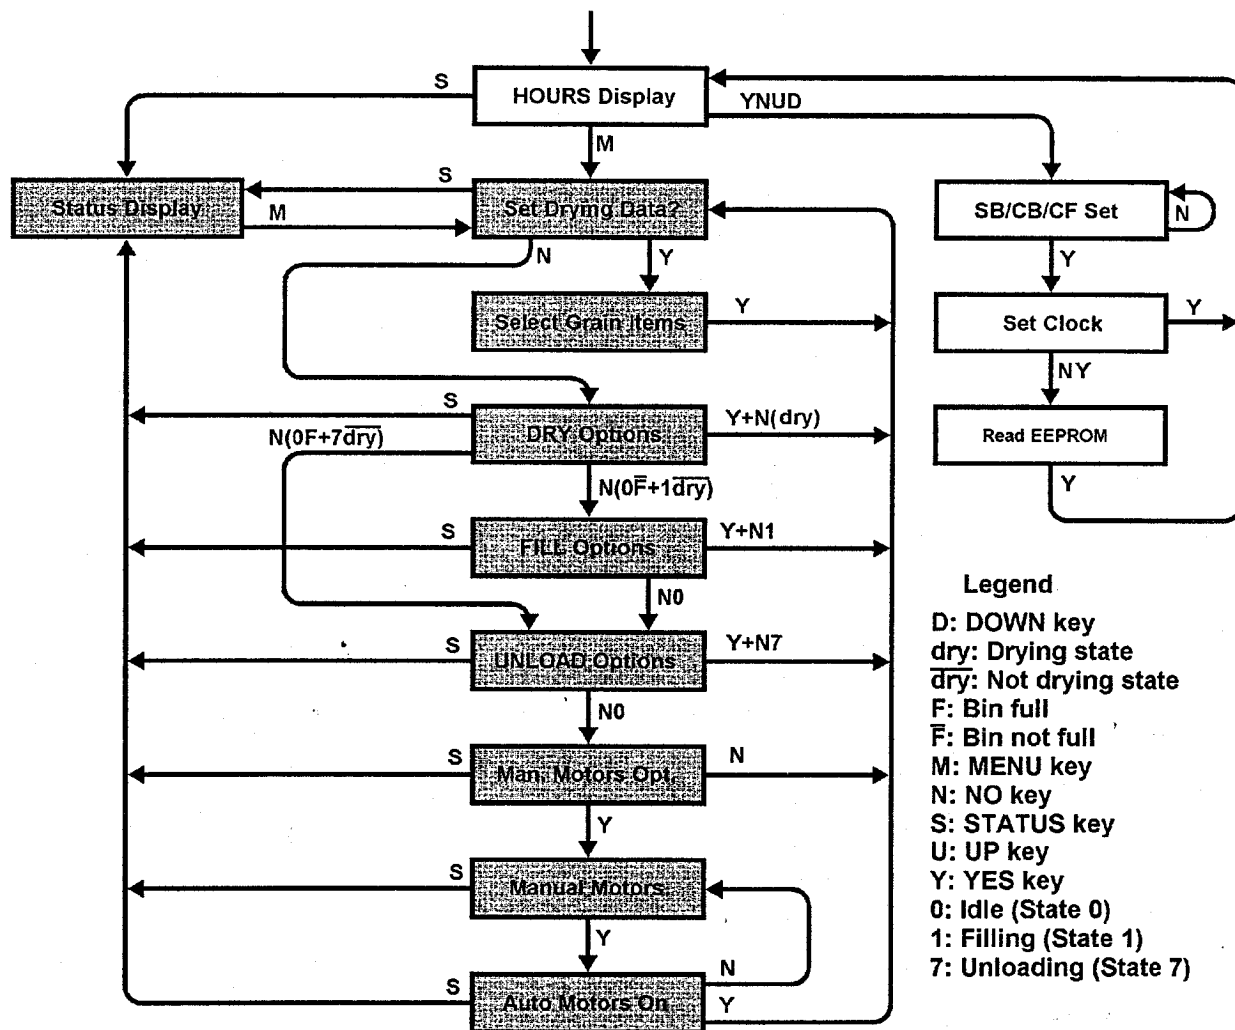 S
HOURS Display
YNUD
M
Status Display
S
M
Set Drying Data?
SB/CB/CF Set
N
N
Y
Y
Select Grain Items
Y
Set Clock
Y
NY
S
DRY Options
Y+N(dry)
Read EEPROM
N(0F+7d̅r̅y̅)
Y
N(0F̅+1d̅r̅y̅)
S
FILL Options
Y+N1
N0
S
UNLOAD Options
Y+N7
N0
S
Man. Motors Opt.
N
Y
S
Manual Motors
Y
S
Auto Motors On
N
Y
Legend
D: DOWN key
dry: Drying state
d̅r̅y̅: Not drying state
F: Bin full
F̅: Bin not full
M: MENU key
N: NO key
S: STATUS key
U: UP key
Y: YES key
0: Idle (State 0)
1: Filling (State 1)
7: Unloading (State 7)